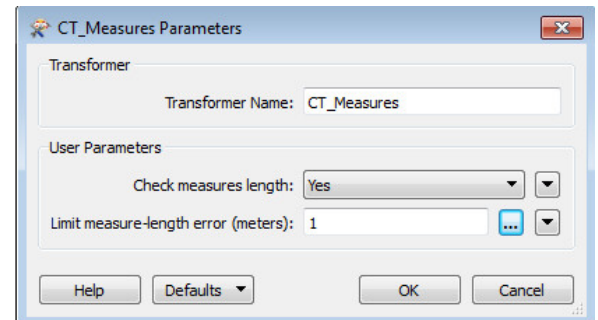 CT_Measures Parameters
Transformer
Transformer Name: CT_Measures
User Parameters
Check measures length: Yes
Limit measure-length error (meters): 1 ...
Help Defaults OK Cancel